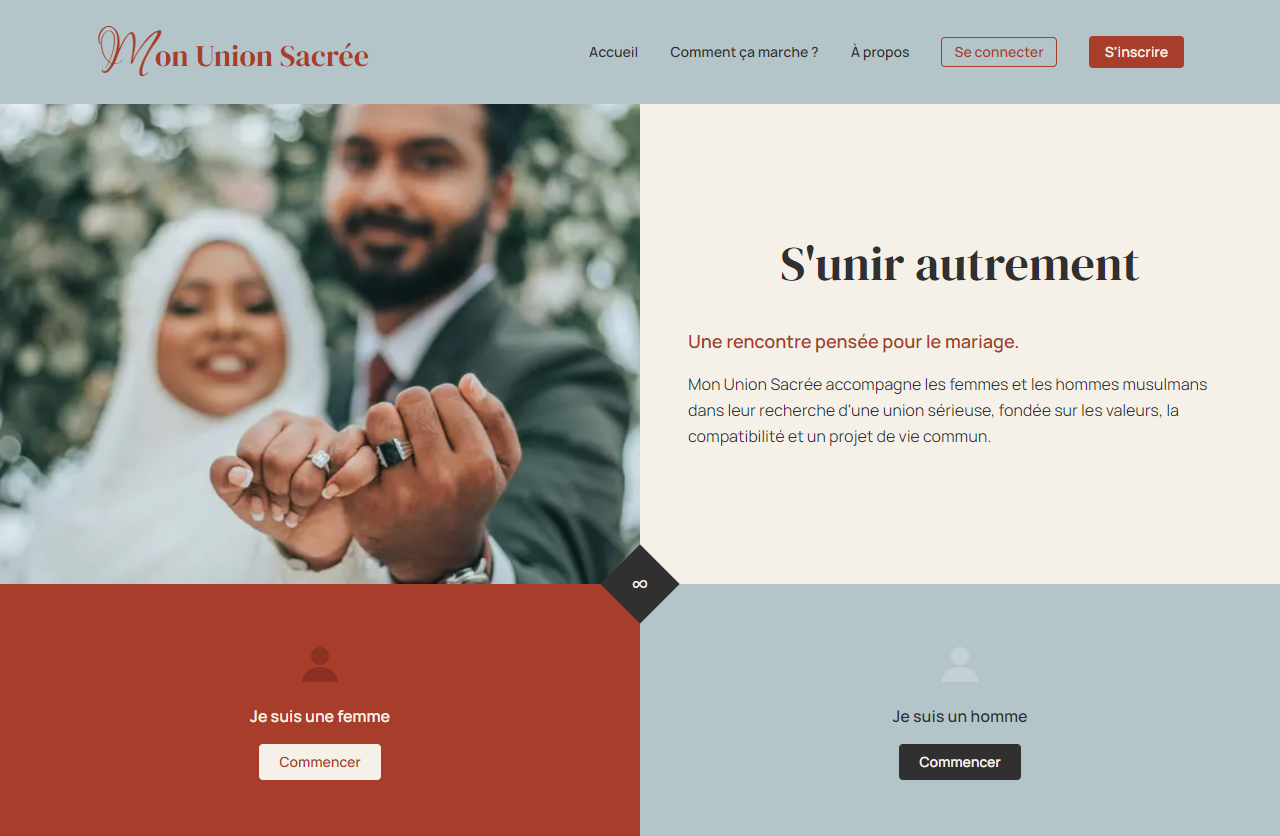 Mon Union Sacrée
Accueil
Comment ça marche ?
À propos
Se connecter
S'inscrire
S'unir autrement
Une rencontre pensée pour le mariage.
Mon Union Sacrée accompagne les femmes et les hommes musulmans
dans leur recherche d'une union sérieuse, fondée sur les valeurs, la
compatibilité et un projet de vie commun.
∞
Je suis une femme
Commencer
Je suis un homme
Commencer